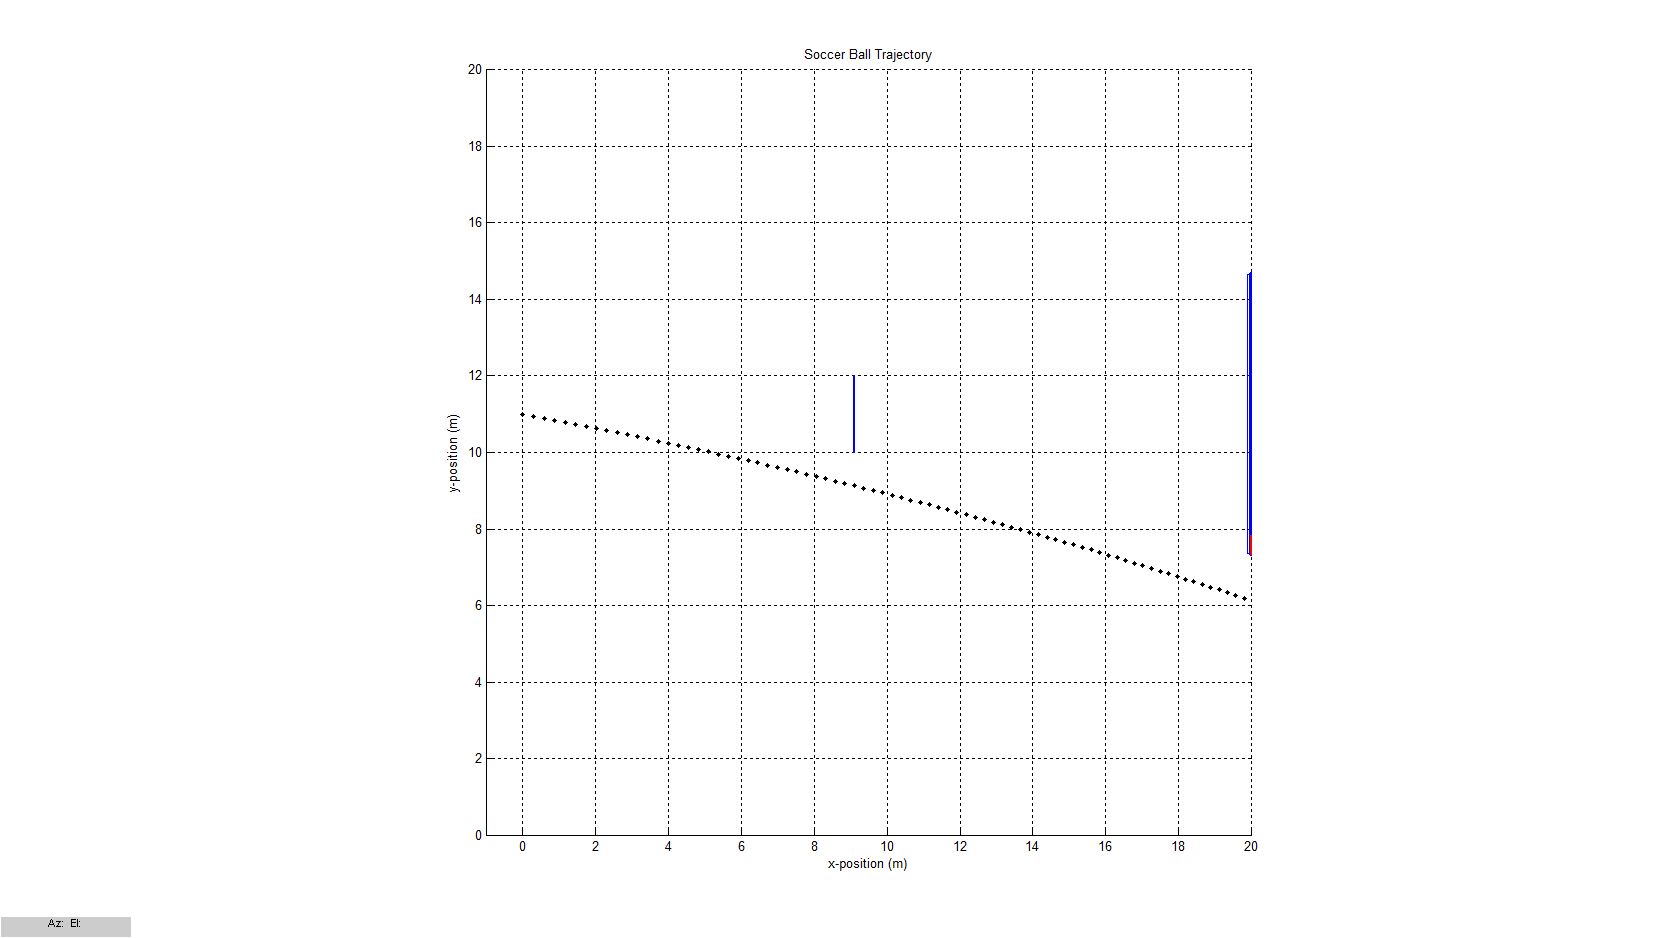 Soccer Ball Trajectory
20
18
16
14
12
10
8
6
4
2
0
y-position (m)
0 2 4 6 8 10 12 14 16 18 20
x-position (m)
Az: El: